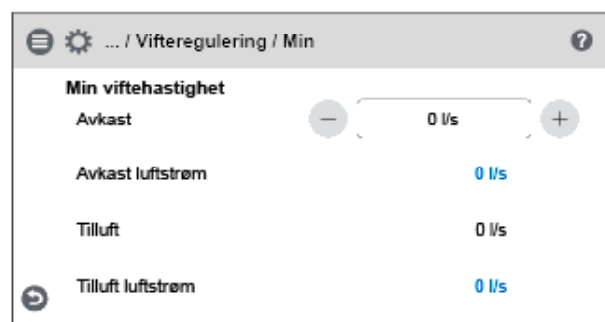 ... / Vifteregulering / Min ?
Min viftehastighet
Avkast − 0 l/s +
Avkast luftstrøm 0 l/s
Tilluft 0 l/s
Tilluft luftstrøm 0 l/s